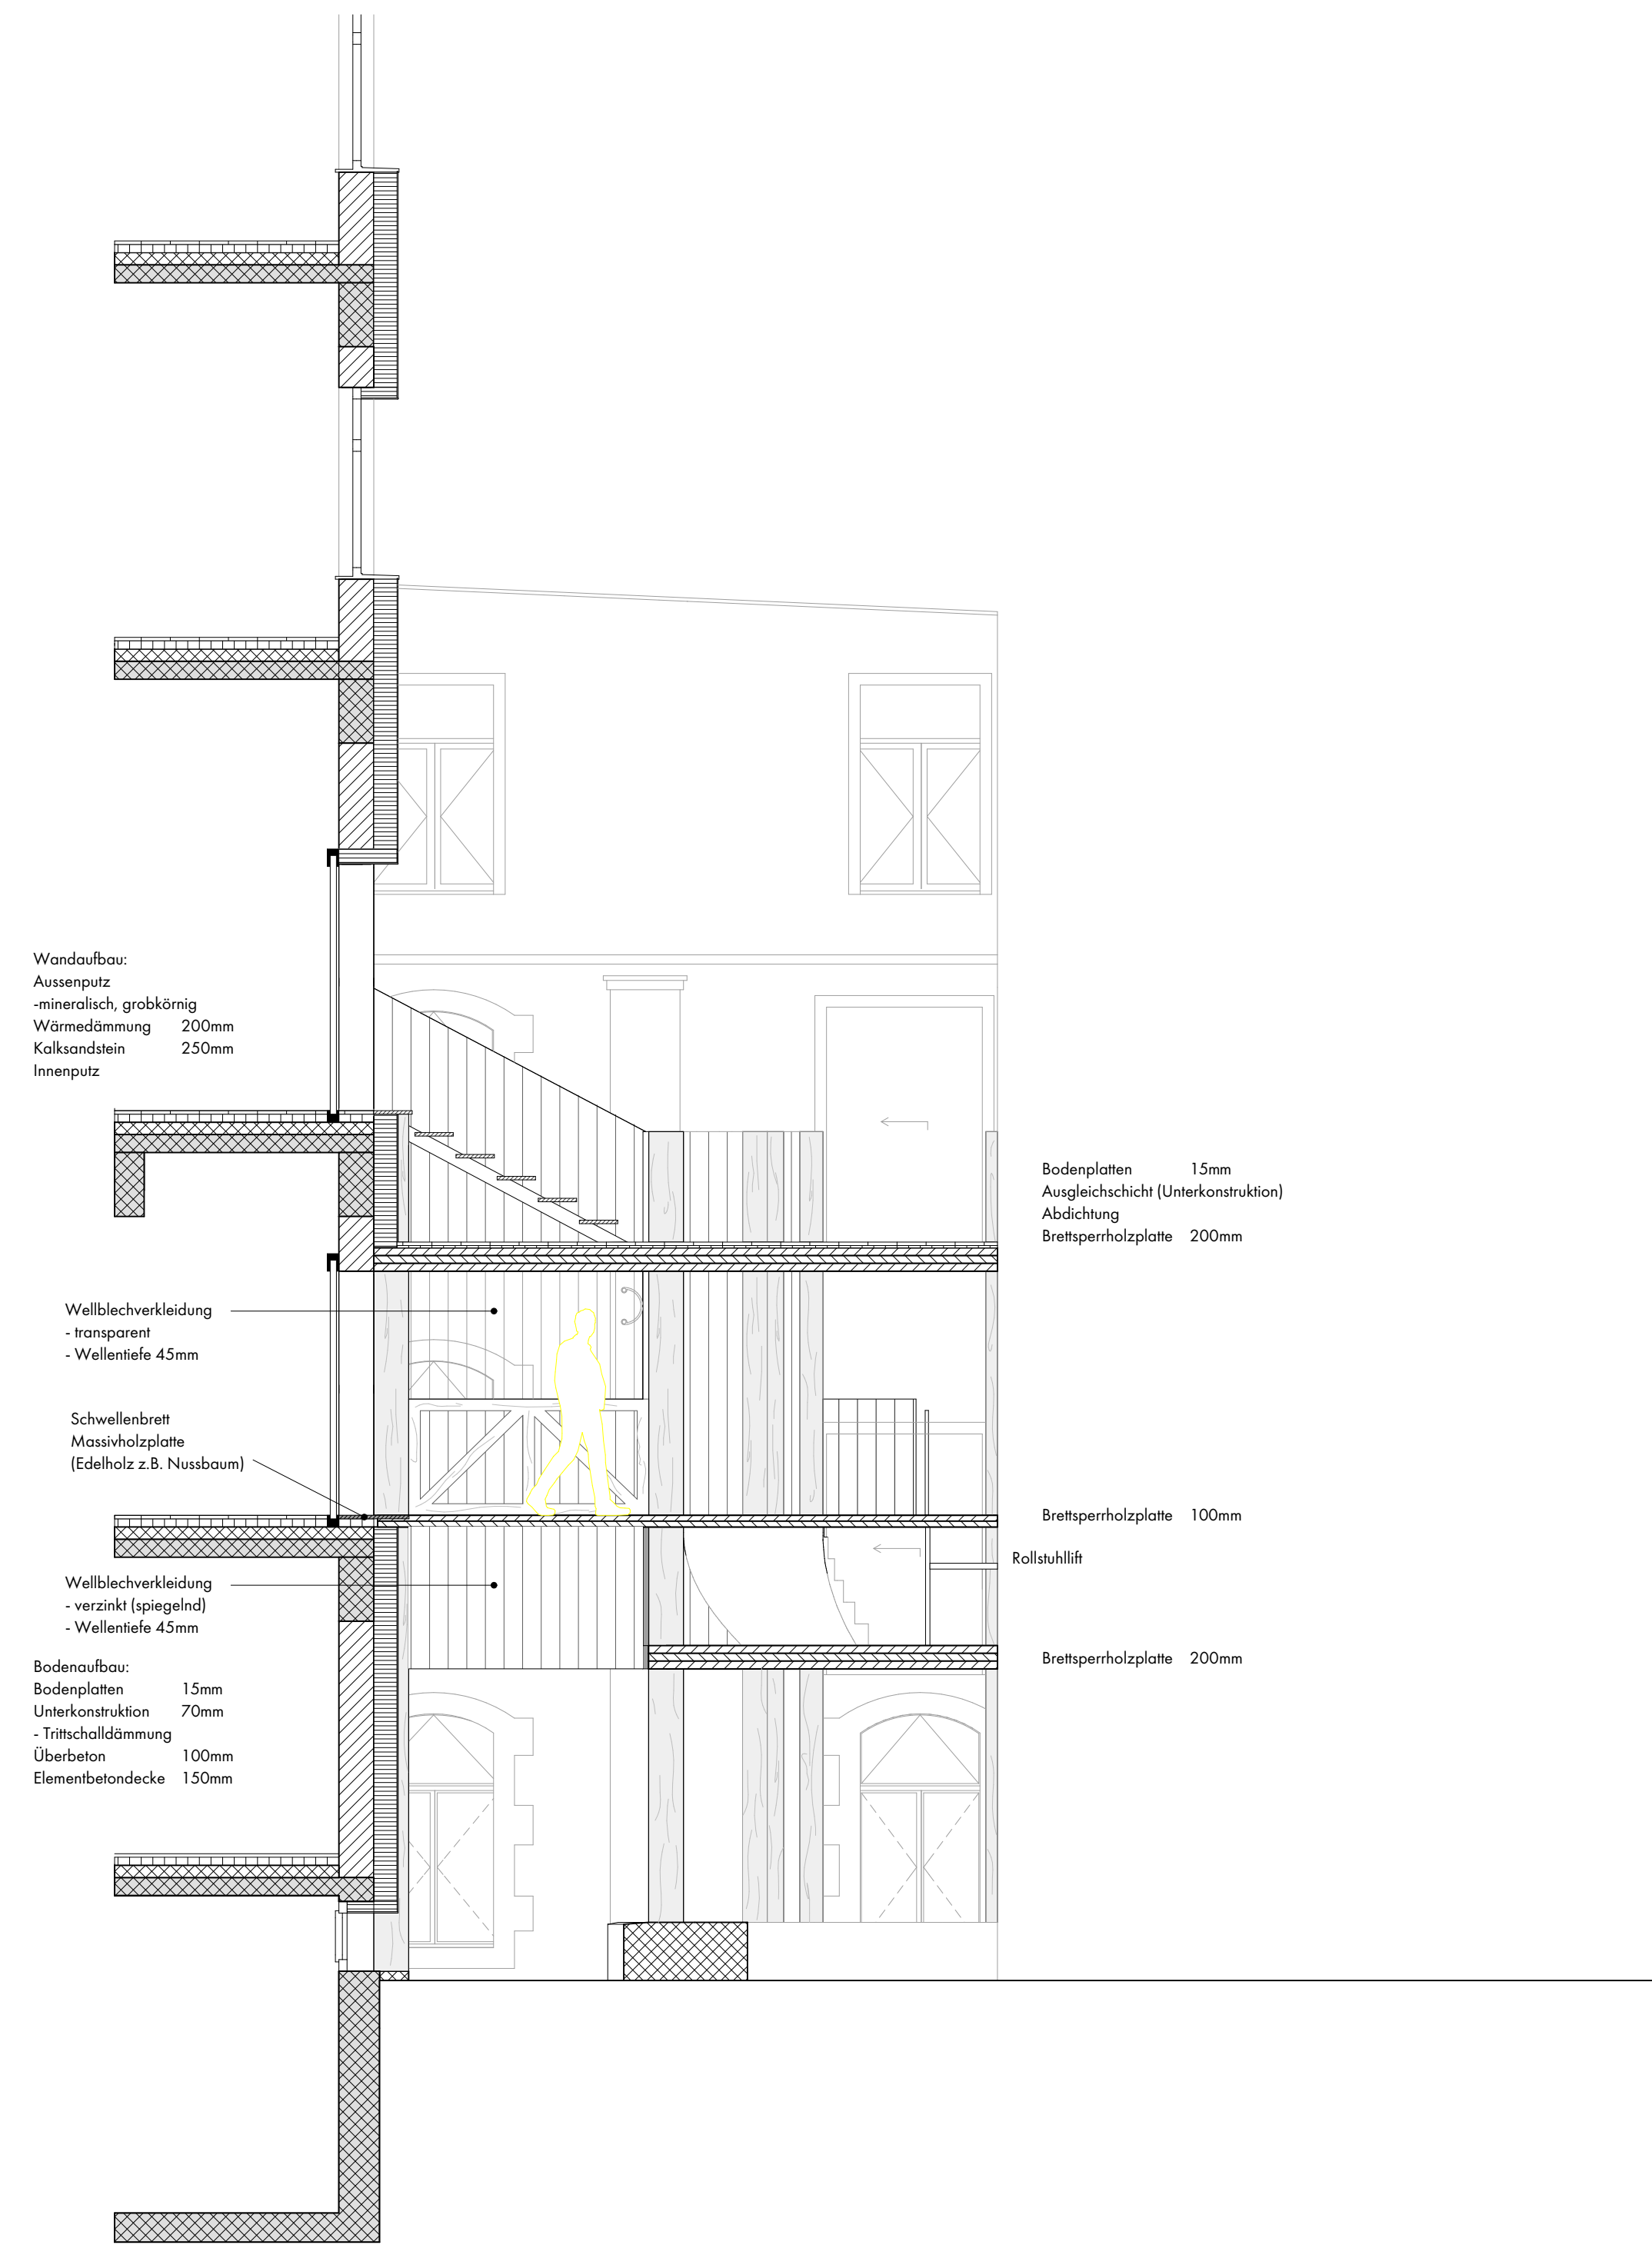 Wandaufbau:
Aussenputz
-mineralisch, grobkörnig
Wärmedämmung 200mm
Kalksandstein 250mm
Innenputz
Bodenplatten 15mm
Ausgleichschicht (Unterkonstruktion)
Abdichtung
Brettsperrholzplatte 200mm
Wellblechverkleidung
- transparent
- Wellentiefe 45mm
Schwellenbrett
Massivholzplatte
(Edelholz z.B. Nussbaum)
Brettsperrholzplatte 100mm
Rollstuhllift
Wellblechverkleidung
- verzinkt (spiegelnd)
- Wellentiefe 45mm
Brettsperrholzplatte 200mm
Bodenaufbau:
Bodenplatten 15mm
Unterkonstruktion 70mm
- Trittschalldämmung
Überbeton 100mm
Elementbetondecke 150mm